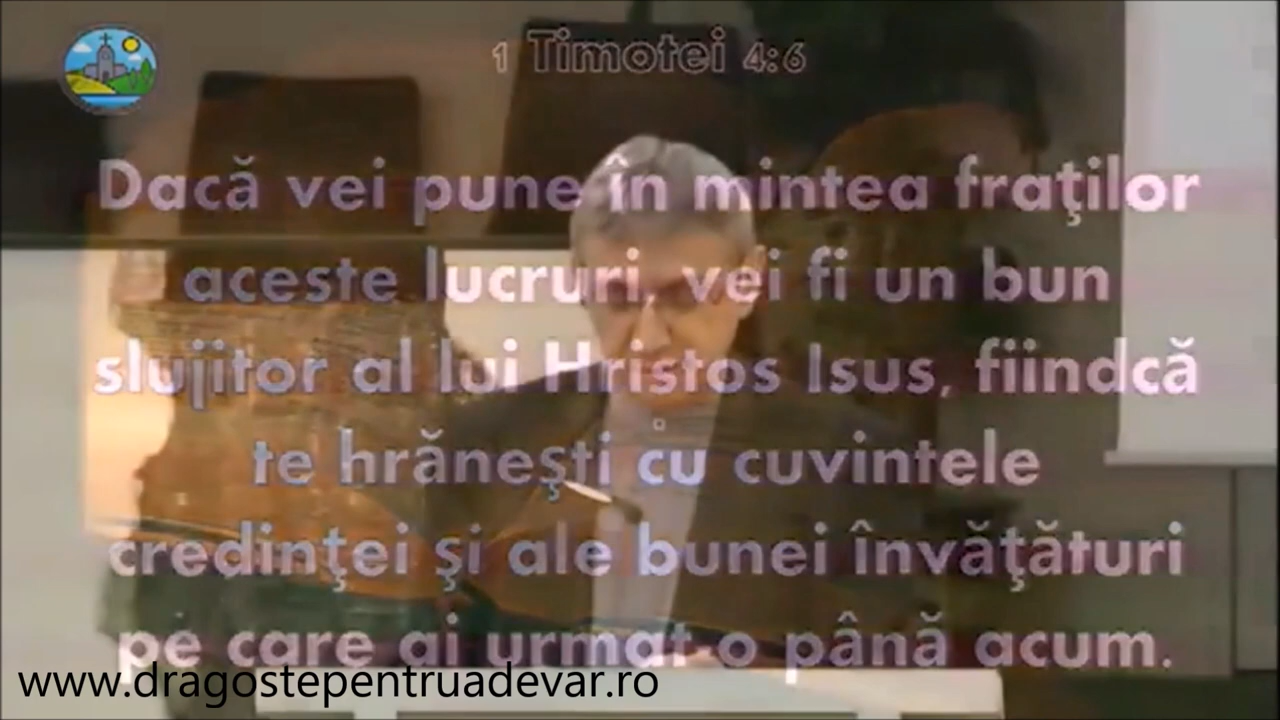 1 Timotei 4:6
Dacă vei pune în mintea fraţilor
aceste lucruri, vei fi un bun
slujitor al lui Hristos Isus, fiindcă
te hrăneşti cu cuvintele
credinţei şi ale bunei învăţături
pe care ai urmat-o până acum.
www.dragostepentruadevar.ro